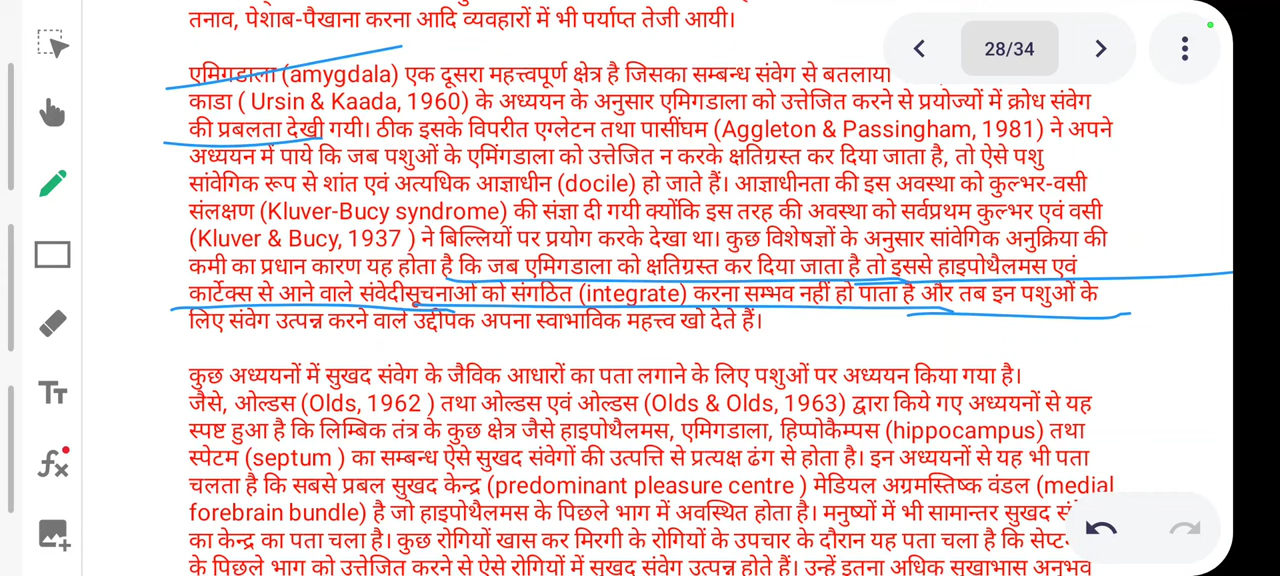 तनाव, पेशाब-पैखाना करना आदि व्यवहारों में भी पर्याप्त तेजी आयी।
28/34
एमिगडाला (amygdala) एक दूसरा महत्त्वपूर्ण क्षेत्र है जिसका सम्बन्ध संवेग से बतलाया
काडा ( Ursin & Kaada, 1960) के अध्ययन के अनुसार एमिगडाला को उत्तेजित करने से प्रयोज्यों में क्रोध संवेग
की प्रबलता देखी गयी। ठीक इसके विपरीत एग्लेटन तथा पासींघम (Aggleton & Passingham, 1981) ने अपने
अध्ययन में पाये कि जब पशुओं के एमिंगडाला को उत्तेजित न करके क्षतिग्रस्त कर दिया जाता है, तो ऐसे पशु
सांवेगिक रूप से शांत एवं अत्यधिक आज्ञाधीन (docile) हो जाते हैं। आज्ञाधीनता की इस अवस्था को कुल्भर-वसी
संलक्षण (Kluver-Bucy syndrome) की संज्ञा दी गयी क्योंकि इस तरह की अवस्था को सर्वप्रथम कुल्भर एवं वसी
(Kluver & Bucy, 1937 ) ने बिल्लियों पर प्रयोग करके देखा था। कुछ विशेषज्ञों के अनुसार सांवेगिक अनुक्रिया की
कमी का प्रधान कारण यह होता है कि जब एमिगडाला को क्षतिग्रस्त कर दिया जाता है तो इससे हाइपोथैलमस एवं
कार्टेक्स से आने वाले संवेदीसूचनाओं को संगठित (integrate) करना सम्भव नहीं हो पाता है और तब इन पशुओं के
लिए संवेग उत्पन्न करने वाले उद्दीपक अपना स्वाभाविक महत्त्व खो देते हैं।
कुछ अध्ययनों में सुखद संवेग के जैविक आधारों का पता लगाने के लिए पशुओं पर अध्ययन किया गया है।
जैसे, ओल्डस (Olds, 1962 ) तथा ओल्डस एवं ओल्डस (Olds & Olds, 1963) द्वारा किये गए अध्ययनों से यह
स्पष्ट हुआ है कि लिम्बिक तंत्र के कुछ क्षेत्र जैसे हाइपोथैलमस, एमिगडाला, हिप्पोकैम्पस (hippocampus) तथा
स्पेटम (septum ) का सम्बन्ध ऐसे सुखद संवेगों की उत्पत्ति से प्रत्यक्ष ढंग से होता है। इन अध्ययनों से यह भी पता
चलता है कि सबसे प्रबल सुखद केन्द्र (predominant pleasure centre ) मेडियल अग्रमस्तिष्क वंडल (medial
forebrain bundle) है जो हाइपोथैलमस के पिछले भाग में अवस्थित होता है। मनुष्यों में भी सामान्तर सुखद
का केन्द्र का पता चला है। कुछ रोगियों खास कर मिरगी के रोगियों के उपचार के दौरान यह पता चला है कि
के पिछले भाग को उत्तेजित करने से ऐसे रोगियों में सुखद संवेग उत्पन्न होते हैं। उन्हें इतना अधिक सुखाभास अनुभव
Tт
fx